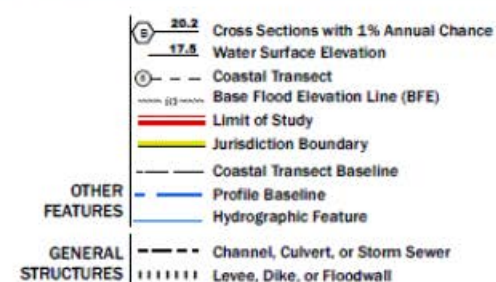 B 20.2 Cross Sections with 1% Annual Chance
17.5 Water Surface Elevation
Coastal Transect
Base Flood Elevation Line (BFE)
Limit of Study
Jurisdiction Boundary
Coastal Transect Baseline
OTHER FEATURES
Profile Baseline
Hydrographic Feature
GENERAL STRUCTURES
Channel, Culvert, or Storm Sewer
Levee, Dike, or Floodwall